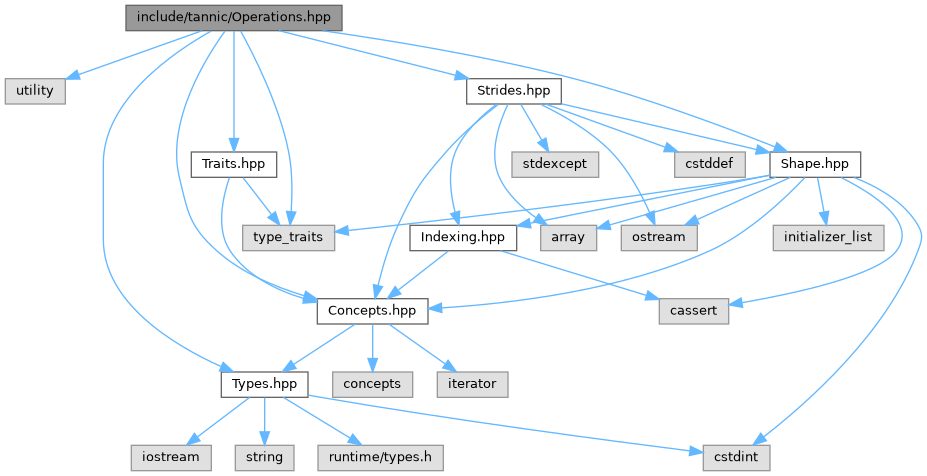 include/tannic/Operations.hpp
utility
Strides.hpp
Traits.hpp
stdexcept
cstddef
Shape.hpp
type_traits
Indexing.hpp
array
ostream
initializer_list
Concepts.hpp
cassert
Types.hpp
concepts
iterator
iostream
string
runtime/types.h
cstdint